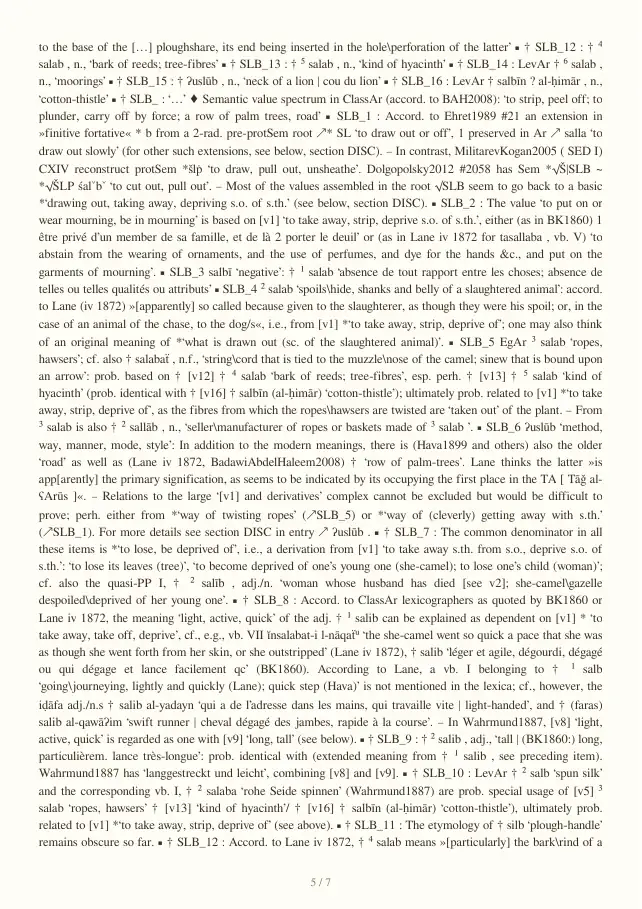 to the base of the […] ploughshare, its end being inserted in the hole\perforation of the latter’ ▪ † SLB_12 : † ⁴
salab , n., ‘bark of reeds; tree-fibres’ ▪ † SLB_13 : † ⁵ salab , n., ‘kind of hyacinth’ ▪ † SLB_14 : LevAr † ⁶ salab ,
n., ‘moorings’ ▪ † SLB_15 : † ʔuslūb , n., ‘neck of a lion | cou du lion’ ▪ † SLB_16 : LevAr † salbīn ? al-ḥimār , n.,
‘cotton-thistle’ ▪ † SLB_ : ‘…’ ♦ Semantic value spectrum in ClassAr (accord. to BAH2008): ‘to strip, peel off; to
plunder, carry off by force; a row of palm trees, road’ ▪ SLB_1 : Accord. to Ehret1989 #21 an extension in
»finitive fortative« * b from a 2-rad. pre-protSem root ↗* SL ‘to draw out or off’, 1 preserved in Ar ↗ salla ‘to
draw out slowly’ (for other such extensions, see below, section DISC). – In contrast, MilitarevKogan2005 ( SED I)
CXIV reconstruct protSem *šlṗ ‘to draw, pull out, unsheathe’. Dolgopolsky2012 #2058 has Sem *√Š|SLB ~
*√ŠLP śalˇbˇ ‘to cut out, pull out’. – Most of the values assembled in the root √SLB seem to go back to a basic
*‘drawing out, taking away, depriving s.o. of s.th.’ (see below, section DISC). ▪ SLB_2 : The value ‘to put on or
wear mourning, be in mourning’ is based on [v1] ‘to take away, strip, deprive s.o. of s.th.’, either (as in BK1860) 1
être privé d'un member de sa famille, et de là 2 porter le deuil’ or (as in Lane iv 1872 for tasallaba , vb. V) ‘to
abstain from the wearing of ornaments, and the use of perfumes, and dye for the hands &c., and put on the
garments of mourning’. ▪ SLB_3 salbī ‘negative’: † ¹ salab ‘absence de tout rapport entre les choses; absence de
telles ou telles qualités ou attributs’ ▪ SLB_4 ² salab ‘spoils\hide, shanks and belly of a slaughtered animal’: accord.
to Lane (iv 1872) »[apparently] so called because given to the slaughterer, as though they were his spoil; or, in the
case of an animal of the chase, to the dog/s«, i.e., from [v1] *‘to take away, strip, deprive of’; one may also think
of an original meaning of *‘what is drawn out (sc. of the slaughtered animal)’. ▪ SLB_5 EgAr ³ salab ‘ropes,
hawsers’; cf. also † salabaẗ , n.f., ‘string\cord that is tied to the muzzle\nose of the camel; sinew that is bound upon
an arrow’: prob. based on † [v12] † ⁴ salab ‘bark of reeds; tree-fibres’, esp. perh. † [v13] † ⁵ salab ‘kind of
hyacinth’ (prob. identical with † [v16] † salbīn (al-ḥimār) ‘cotton-thistle’); ultimately prob. related to [v1] *‘to take
away, strip, deprive of’, as the fibres from which the ropes\hawsers are twisted are ‘taken out’ of the plant. – From
³ salab is also † ² sallāb , n., ‘seller\manufacturer of ropes or baskets made of ³ salab ’. ▪ SLB_6 ʔuslūb ‘method,
way, manner, mode, style’: In addition to the modern meanings, there is (Hava1899 and others) also the older
‘road’ as well as (Lane iv 1872, BadawiAbdelHaleem2008) † ‘row of palm-trees’. Lane thinks the latter »is
app[arently] the primary signification, as seems to be indicated by its occupying the first place in the TA [ Tāǧ al-
ʕArūs ]«. – Relations to the large ‘[v1] and derivatives’ complex cannot be excluded but would be difficult to
prove; perh. either from *‘way of twisting ropes’ (↗SLB_5) or *‘way of (cleverly) getting away with s.th.’
(↗SLB_1). For more details see section DISC in entry ↗ ʔuslūb . ▪ † SLB_7 : The common denominator in all
these items is *‘to lose, be deprived of’, i.e., a derivation from [v1] ‘to take away s.th. from s.o., deprive s.o. of
s.th.’: ‘to lose its leaves (tree)’, ‘to become deprived of one’s young one (she-camel); to lose one’s child (woman)’;
cf. also the quasi-PP I, † ² salīb , adj./n. ‘woman whose husband has died [see v2]; she-camel\gazelle
despoiled\deprived of her young one’. ▪ † SLB_8 : Accord. to ClassAr lexicographers as quoted by BK1860 or
Lane iv 1872, the meaning ‘light, active, quick’ of the adj. † ¹ salib can be explained as dependent on [v1] * ‘to
take away, take off, deprive’, cf., e.g., vb. VII ĭnsalabat-i l-nāqaẗᵘ ‘the she-camel went so quick a pace that she was
as though she went forth from her skin, or she outstripped’ (Lane iv 1872), † salib ‘léger et agile, dégourdi, dégagé
ou qui dégage et lance facilement qc’ (BK1860). According to Lane, a vb. I belonging to † ¹ salb
‘going\journeying, lightly and quickly (Lane); quick step (Hava)’ is not mentioned in the lexica; cf., however, the
iḍāfa adj./n.s † salib al-yadayn ‘qui a de l'adresse dans les mains, qui travaille vite | light-handed’, and † (faras)
salib al-qawāʔim ‘swift runner | cheval dégagé des jambes, rapide à la course’. – In Wahrmund1887, [v8] ‘light,
active, quick’ is regarded as one with [v9] ‘long, tall’ (see below). ▪ † SLB_9 : † ² salib , adj., ‘tall | (BK1860:) long,
particulièrem. lance très-longue’: prob. identical with (extended meaning from † ¹ salib , see preceding item).
Wahrmund1887 has ‘langgestreckt und leicht’, combining [v8] and [v9]. ▪ † SLB_10 : LevAr † ² salb ‘spun silk’
and the corresponding vb. I, † ² salaba ‘rohe Seide spinnen’ (Wahrmund1887) are prob. special usage of [v5] ³
salab ‘ropes, hawsers’ † [v13] ‘kind of hyacinth’/ † [v16] † salbīn (al-ḥimār) ‘cotton-thistle’), ultimately prob.
related to [v1] *‘to take away, strip, deprive of’ (see above). ▪ † SLB_11 : The etymology of † silb ‘plough-handle’
remains obscure so far. ▪ † SLB_12 : Accord. to Lane iv 1872, † ⁴ salab means »[particularly] the bark\rind of a
5 / 7